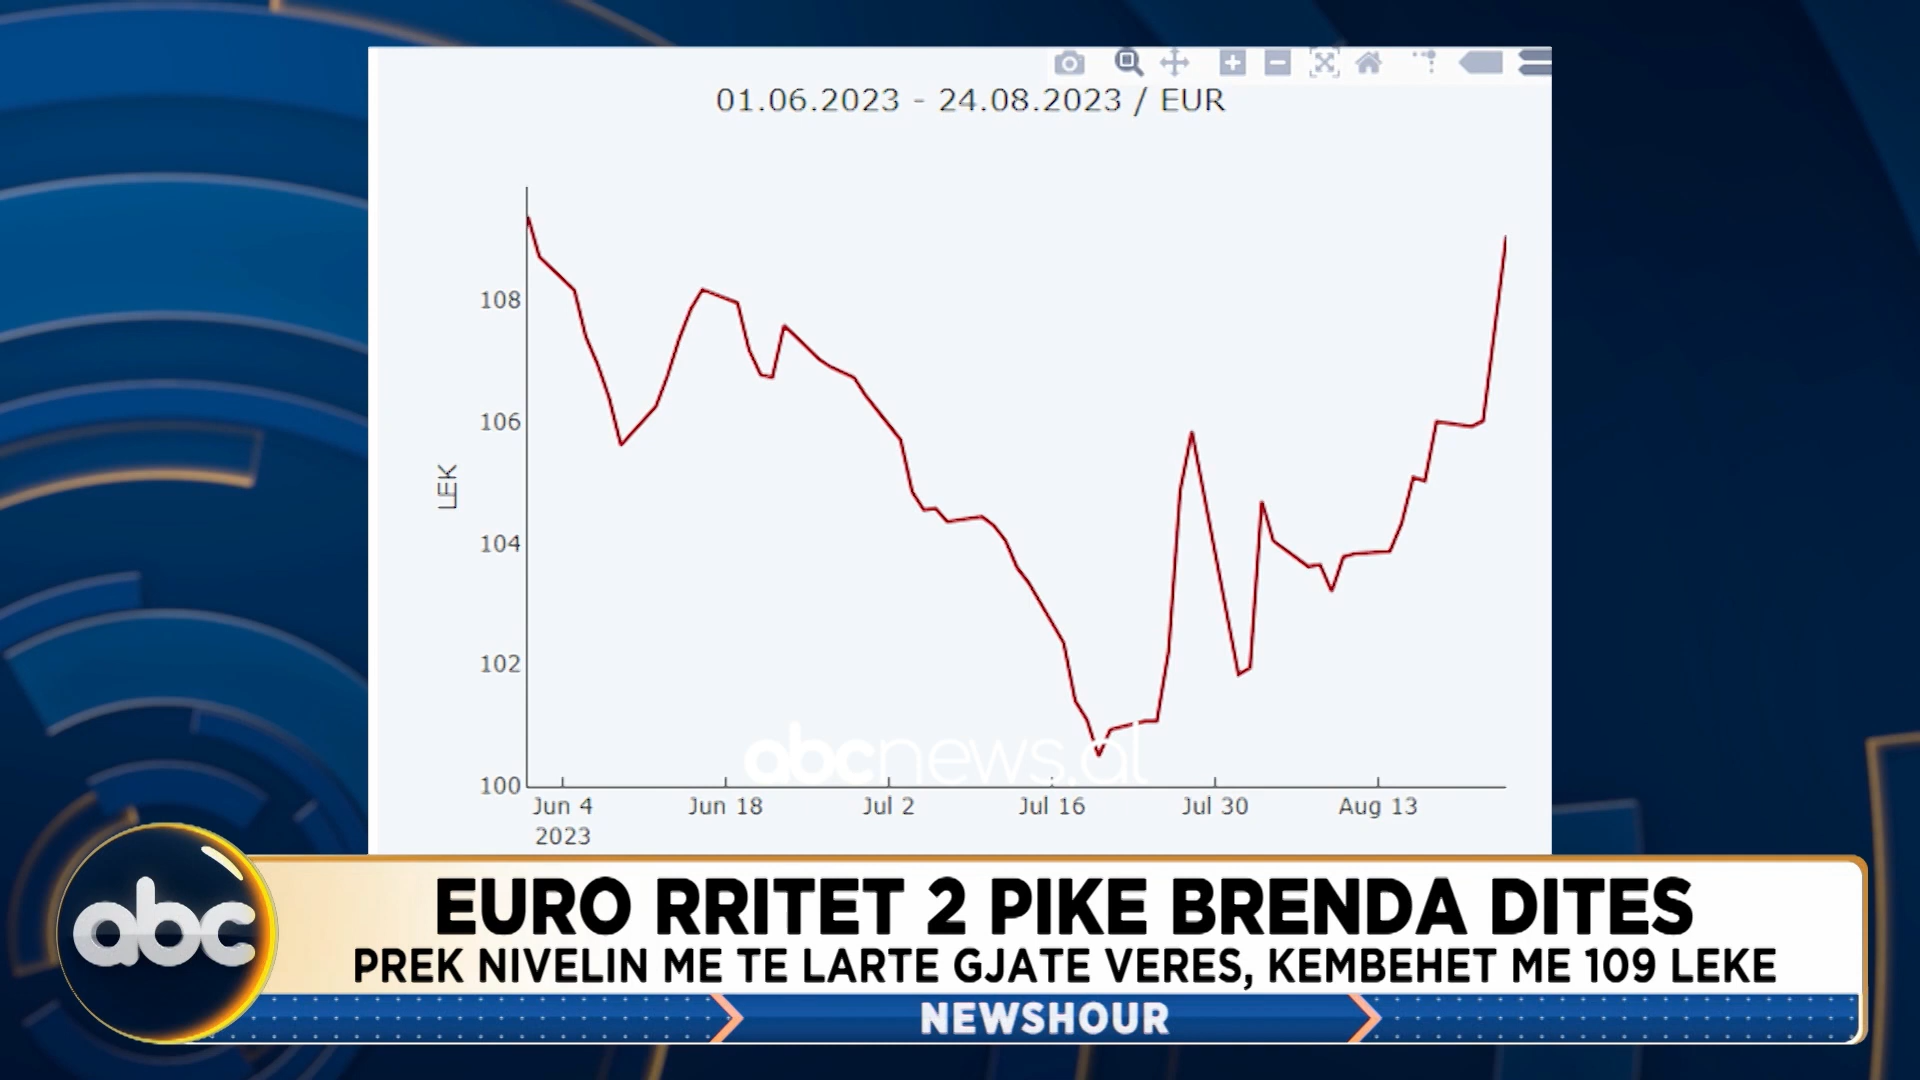 01.06.2023 - 24.08.2023 / EUR
108
106
104
102
100
LEK
Jun 4
2023
Jun 18
Jul 2
Jul 16
Jul 30
Aug 13
abcnews.al
abc
EURO RRITET 2 PIKE BRENDA DITES
PREK NIVELIN ME TE LARTE GJATE VERES, KEMBEHET ME 109 LEKE
NEWSHOUR